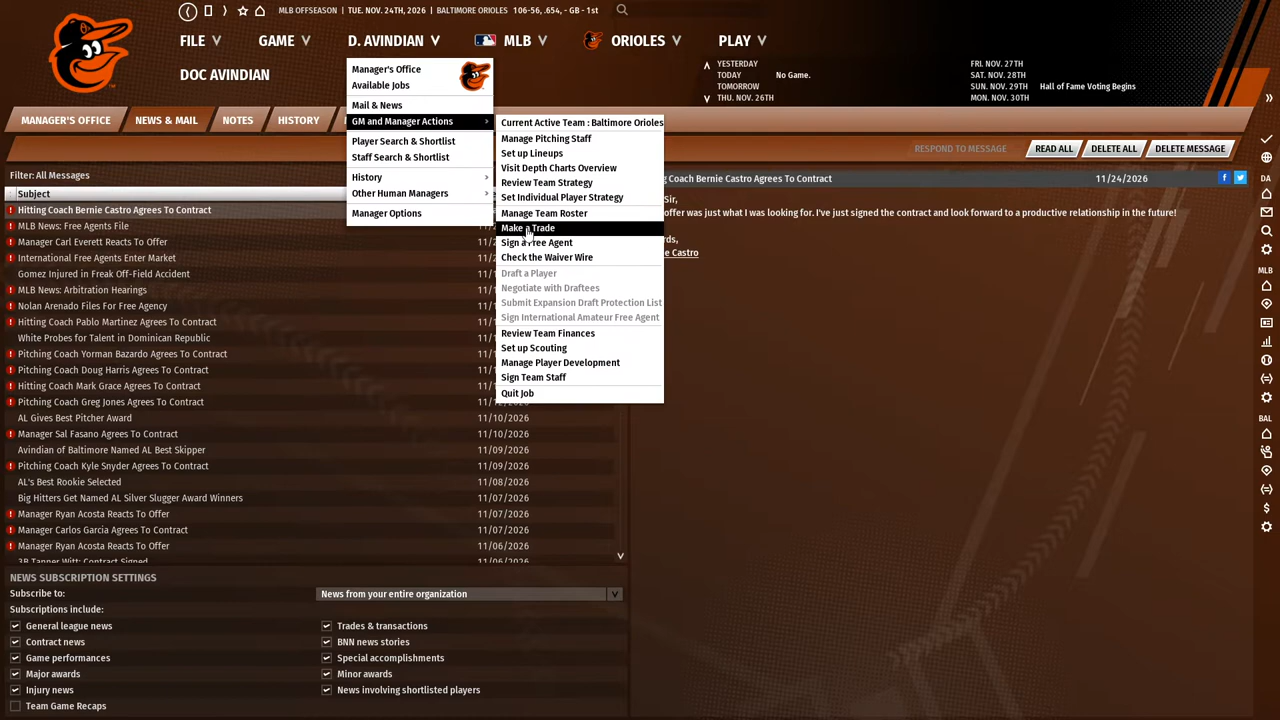 MLB OFFSEASON | TUE. NOV. 24TH, 2026 | BALTIMORE ORIOLES 106-56, .654, - GB - 1st
FILE GAME D. AVINDIAN MLB ORIOLES PLAY
DOC AVINDIAN
YESTERDAY
TODAY No Game.
TOMORROW
THU. NOV. 26TH
FRI. NOV. 27TH
SAT. NOV. 28TH
SUN. NOV. 29TH Hall of Fame Voting Begins
MON. NOV. 30TH
MANAGER'S OFFICE NEWS & MAIL NOTES HISTORY
Manager's Office
Available Jobs
Mail & News
GM and Manager Actions
Player Search & Shortlist
Staff Search & Shortlist
History
Other Human Managers
Manager Options
Current Active Team : Baltimore Orioles
Manage Pitching Staff
Set up Lineups
Visit Depth Charts Overview
Review Team Strategy
Set Individual Player Strategy
Manage Team Roster
Make a Trade
Sign a Free Agent
Check the Waiver Wire
Draft a Player
Negotiate with Draftees
Submit Expansion Draft Protection List
Sign International Amateur Free Agent
Review Team Finances
Set up Scouting
Manage Player Development
Sign Team Staff
Quit Job
RESPOND TO MESSAGE READ ALL DELETE ALL DELETE MESSAGE
Filter: All Messages
Subject
Hitting Coach Bernie Castro Agrees To Contract
MLB News: Free Agents File
Manager Carl Everett Reacts To Offer
International Free Agents Enter Market
Gomez Injured in Freak Off-Field Accident
MLB News: Arbitration Hearings
Nolan Arenado Files For Free Agency
Hitting Coach Pablo Martinez Agrees To Contract
White Probes for Talent in Dominican Republic
Pitching Coach Yorman Bazardo Agrees To Contract
Pitching Coach Doug Harris Agrees To Contract
Hitting Coach Mark Grace Agrees To Contract
Pitching Coach Greg Jones Agrees To Contract 11/10/2026
AL Gives Best Pitcher Award 11/10/2026
Manager Sal Fasano Agrees To Contract 11/10/2026
Avindian of Baltimore Named AL Best Skipper 11/09/2026
Pitching Coach Kyle Snyder Agrees To Contract 11/09/2026
AL's Best Rookie Selected 11/08/2026
Big Hitters Get Named AL Silver Slugger Award Winners 11/07/2026
Manager Ryan Acosta Reacts To Offer 11/07/2026
Manager Carlos Garcia Agrees To Contract 11/07/2026
Manager Ryan Acosta Reacts To Offer 11/06/2026
3B Tanner Witt: Contract Signed 11/06/2026
g Coach Bernie Castro Agrees To Contract 11/24/2026
Sir,
offer was just what I was looking for. I've just signed the contract and look forward to a productive relationship in the future!
ds,
e Castro
NEWS SUBSCRIPTION SETTINGS
Subscribe to: News from your entire organization
Subscriptions include:
General league news Trades & transactions
Contract news BNN news stories
Game performances Special accomplishments
Major awards Minor awards
Injury news News involving shortlisted players
Team Game Recaps
DA
MLB
BAL